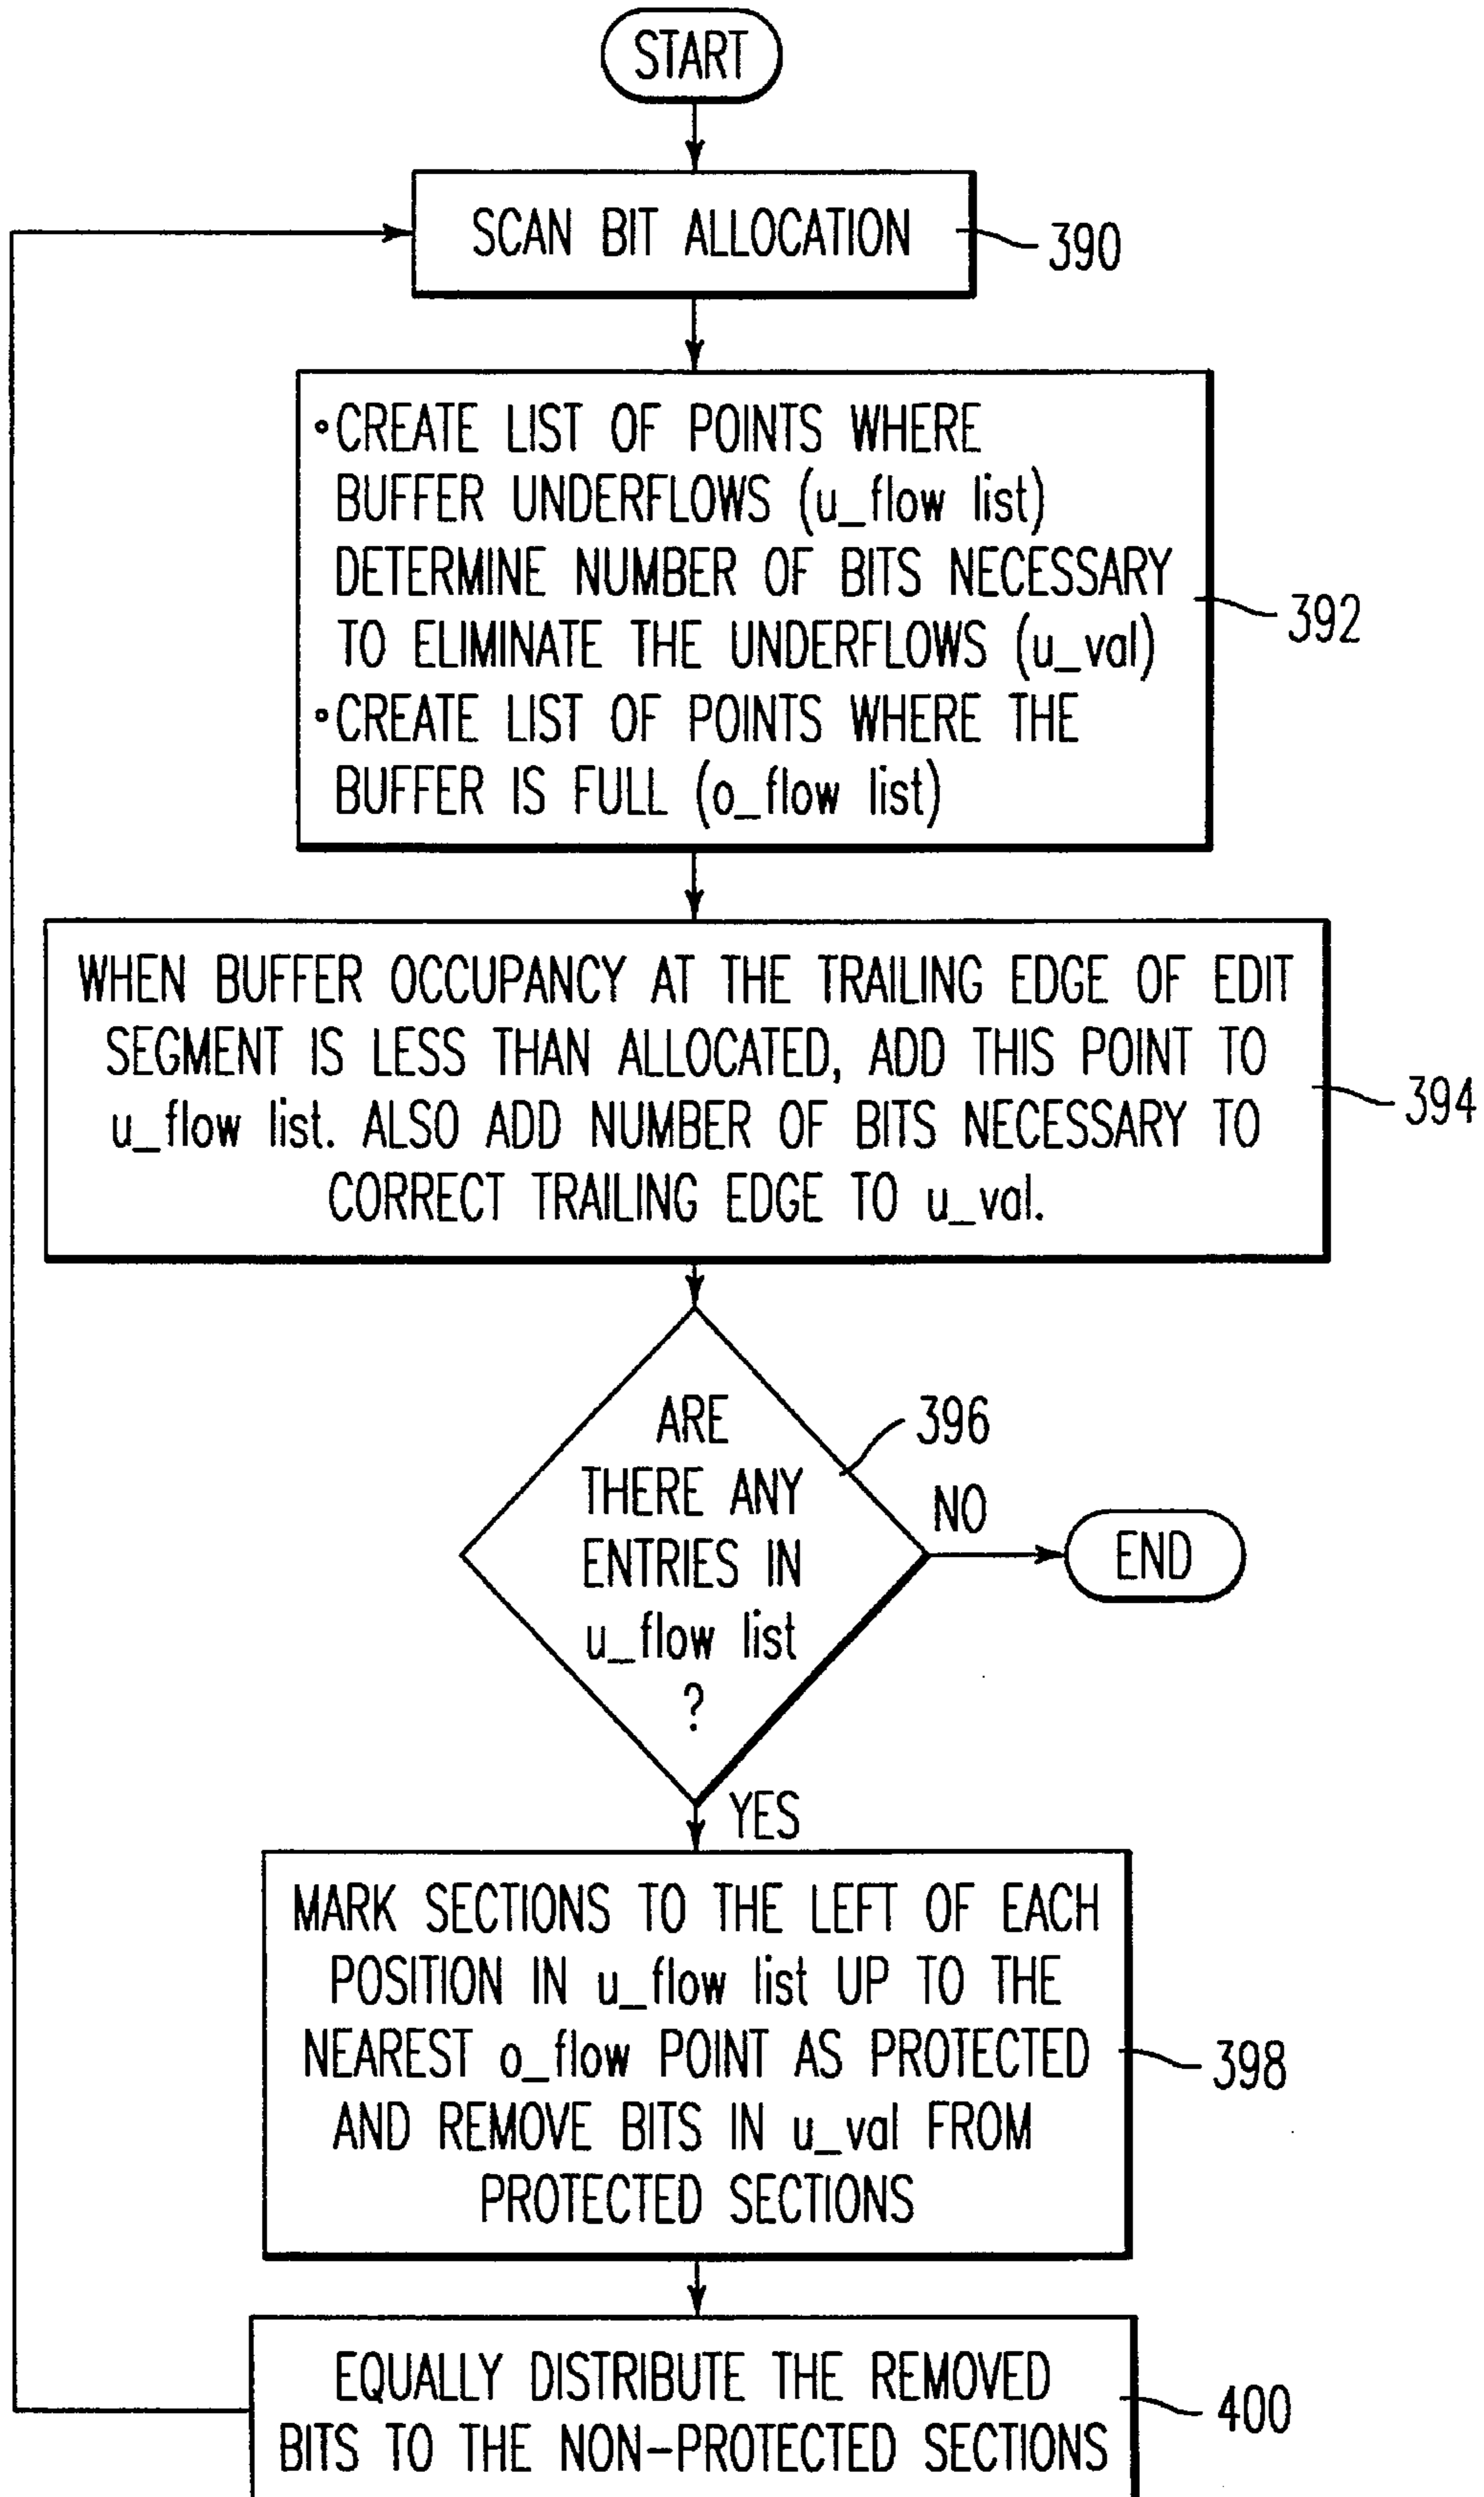 START
SCAN BIT ALLOCATION
390
•CREATE LIST OF POINTS WHERE
BUFFER UNDERFLOWS (u_flow list)
DETERMINE NUMBER OF BITS NECESSARY
TO ELIMINATE THE UNDERFLOWS (u_val)
•CREATE LIST OF POINTS WHERE THE
BUFFER IS FULL (o_flow list)
392
WHEN BUFFER OCCUPANCY AT THE TRAILING EDGE OF EDIT
SEGMENT IS LESS THAN ALLOCATED, ADD THIS POINT TO
u_flow list. ALSO ADD NUMBER OF BITS NECESSARY TO
CORRECT TRAILING EDGE TO u_val.
394
ARE
THERE ANY
ENTRIES IN
u_flow list
?
396
NO
END
YES
MARK SECTIONS TO THE LEFT OF EACH
POSITION IN u_flow list UP TO THE
NEAREST o_flow POINT AS PROTECTED
AND REMOVE BITS IN u_val FROM
PROTECTED SECTIONS
398
EQUALLY DISTRIBUTE THE REMOVED
BITS TO THE NON-PROTECTED SECTIONS
400